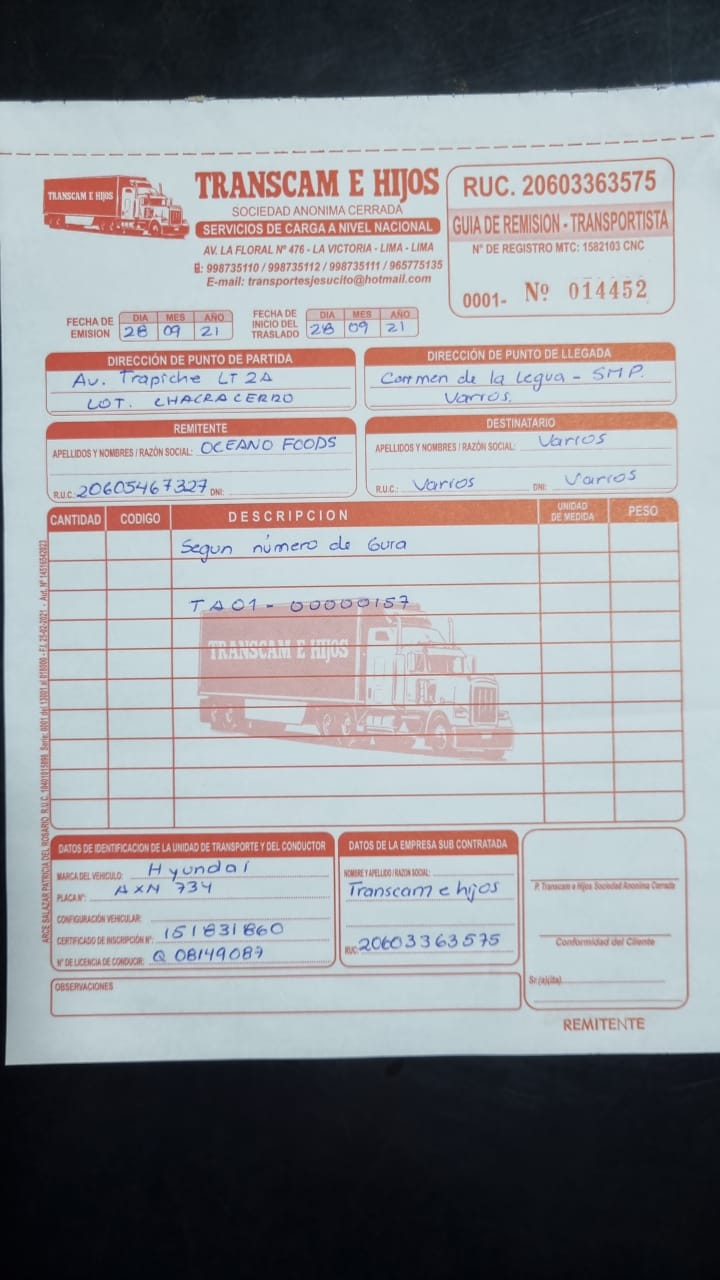 TRANSCAM E HIJOS
TRANSCAM E HIJOS
SOCIEDAD ANONIMA CERRADA
SERVICIOS DE CARGA A NIVEL NACIONAL
AV. LA FLORAL Nº 476 - LA VICTORIA - LIMA - LIMA
: 998735110 / 998735112 / 998735111 / 965775135
E-mail: transportesjesucito@hotmail.com
RUC. 20603363575
GUIA DE REMISION - TRANSPORTISTA
N° DE REGISTRO MTC: 1582103 CNC
0001- Nº 014452
FECHA DE EMISION DIA MES AÑO
28 09 21
FECHA DE INICIO DEL TRASLADO DIA MES AÑO
28 09 21
DIRECCIÓN DE PUNTO DE PARTIDA
Av. Trapiche LT 2A
LOT. CHACRA CERRO
DIRECCIÓN DE PUNTO DE LLEGADA
Carmen de la legua - SMP.
Varios.
REMITENTE
APELLIDOS Y NOMBRES / RAZÓN SOCIAL: OCEANO FOODS
R.U.C.: 20605467327 DNI:
DESTINATARIO
APELLIDOS Y NOMBRES / RAZÓN SOCIAL: Varios
R.U.C.: Varios DNI: Varios
CANTIDAD CODIGO DESCRIPCION UNIDAD DE MEDIDA PESO
Segun número de Guia
TA01 - 00000157
TRANSCAM E HIJOS
DATOS DE IDENTIFICACION DE LA UNIDAD DE TRANSPORTE Y DEL CONDUCTOR
MARCA DEL VEHICULO: Hyundai
PLACA Nº: AXN 734
CONFIGURACIÓN VEHICULAR:
CERTIFICADO DE INSCRIPCIÓN Nº: 151831860
Nº DE LICENCIA DE CONDUCIR: Q 08149087
DATOS DE LA EMPRESA SUB CONTRATADA
NOMBRE Y APELLIDO / RAZON SOCIAL:
Transcam e hijos
RUC: 20603363575
P. Transcam e Hijos Sociedad Anonima Cerrada
Conformidad del Cliente
Sr.(a)(ita)
OBSERVACIONES
REMITENTE
ARCE SALAZAR PATRICIA DEL ROSARIO R.U.C.